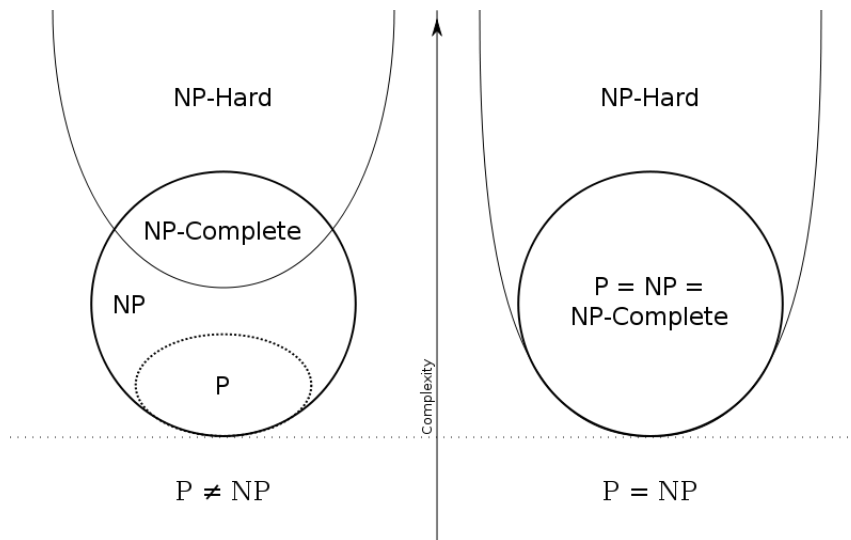 NP-Hard
NP-Complete
NP
P
P ≠ NP
Complexity
NP-Hard
P = NP =
NP-Complete
P = NP